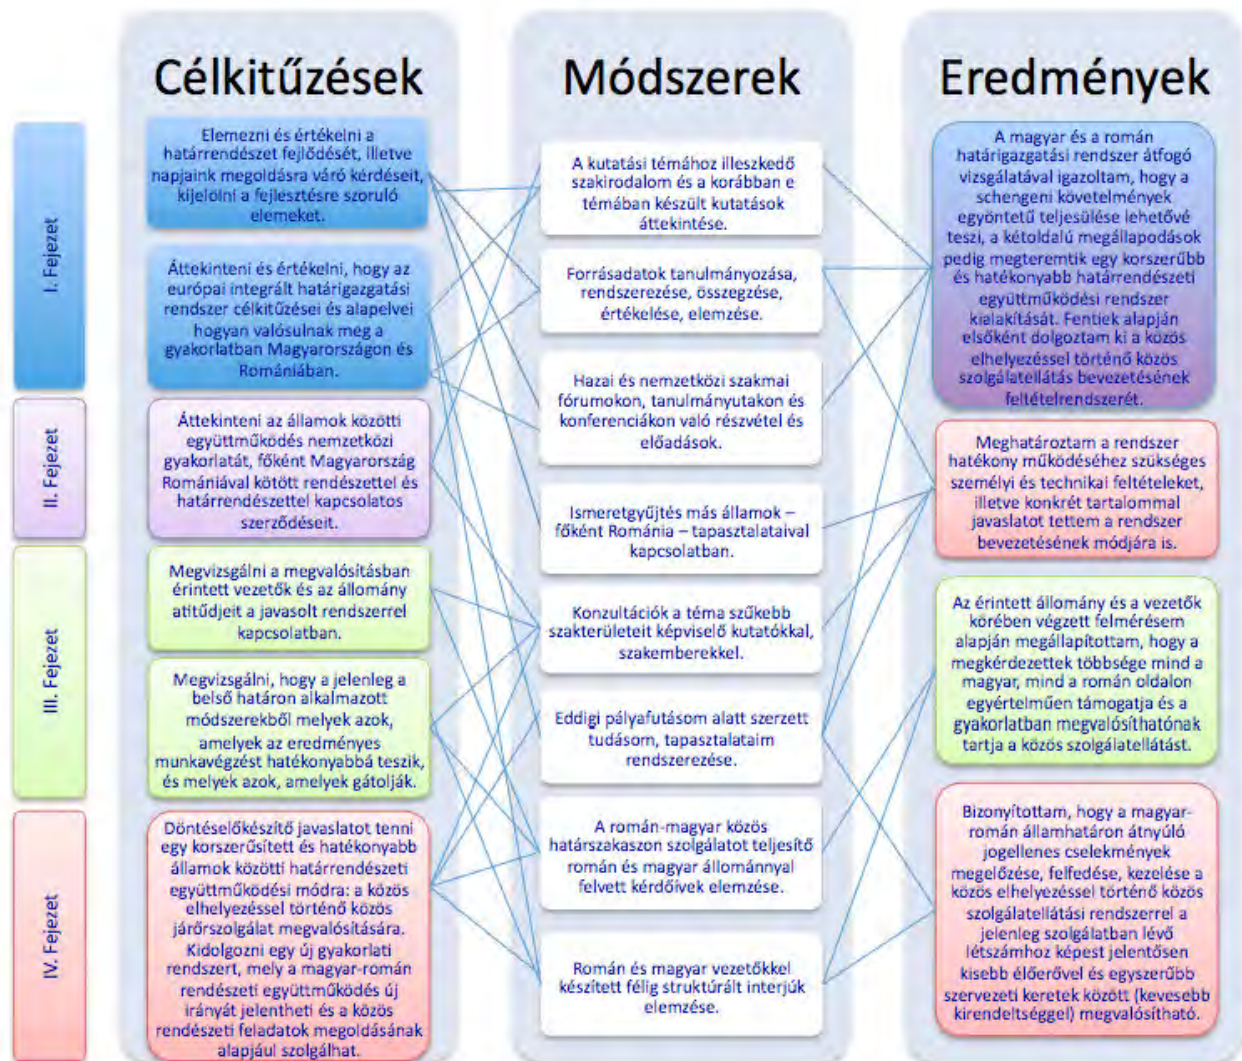 Célkitűzések
Módszerek
Eredmények
I. Fejezet
II. Fejezet
III. Fejezet
IV. Fejezet
Elemezni és értékelni a
határrendészet fejlődését, illetve
napjaink megoldásra váró kérdéseit,
kijelölni a fejlesztésre szoruló
elemeket.
Áttekinteni és értékelni, hogy az
európai integrált határigazgatási
rendszer célkitűzései és alapelvei
hogyan valósulnak meg a
gyakorlatban Magyarországon és
Romániában.
Áttekinteni az államok közötti
együttműködés nemzetközi
gyakorlatát, főként Magyarország
Romániával kötött rendészettel és
határrendészettel kapcsolatos
szerződéseit.
Megvizsgálni a megvalósításban
érintett vezetők és az állomány
atitűdjeit a javasolt rendszerrel
kapcsolatban.
Megvizsgálni, hogy a jelenleg a
belső határon alkalmazott
módszerekből melyek azok,
amelyek az eredményes
munkavégzést hatékonyabbá teszik,
és melyek azok, amelyek gátolják.
Döntéselőkészítő javaslatot tenni
egy korszerűsített és hatékonyabb
államok közötti határrendészeti
együttműködési módra: a közös
elhelyezéssel történő közös
járőrszolgálat megvalósítására.
Kidolgozni egy új gyakorlati
rendszert, mely a magyar-román
rendészeti együttműködés új
irányát jelentheti és a közös
rendészeti feladatok megoldásának
alapjául szolgálhat.
A kutatási témához illeszkedő
szakirodalom és a korábban e
témában készült kutatások
áttekintése.
Forrásadatok tanulmányozása,
rendszerezése, összegzése,
értékelése, elemzése.
Hazai és nemzetközi szakmai
fórumokon, tanulmányutakon és
konferenciákon való részvétel és
előadások.
Ismeretgyűjtés más államok –
főként Románia – tapasztalataival
kapcsolatban.
Konzultációk a téma szűkebb
szakterületeit képviselő kutatókkal,
szakemberekkel.
Eddigi pályafutásom alatt szerzett
tudásom, tapasztalataim
rendszerezése.
A román-magyar közös
határszakaszon szolgálatot teljesítő
román és magyar állománnyal
felvett kérdőívek elemzése.
Román és magyar vezetőkkel
készített félig struktúrált interjúk
elemzése.
A magyar és a román
határigazgatási rendszer átfogó
vizsgálatával igazoltam, hogy a
schengeni követelmények
egyöntetű teljesülése lehetővé
teszi, a kétoldalú megállapodások
pedig megteremtik egy korszerűbb
és hatékonyabb határrendészeti
együttműködési rendszer
kialakítását. Fentiek alapján
elsőként dolgoztam ki a közös
elhelyezéssel történő közös
szolgálatellátás bevezetésének
feltételrendszerét.
Meghatároztam a rendszer
hatékony működéséhez szükséges
személyi és technikai feltételeket,
illetve konkrét tartalommal
javaslatot tettem a rendszer
bevezetésének módjára is.
Az érintett állomány és a vezetők
körében végzett felmérésem
alapján megállapítottam, hogy a
megkérdezettek többsége mind a
magyar, mind a román oldalon
egyértelműen támogatja és a
gyakorlatban megvalósíthatónak
tartja a közös szolgálatellátást.
Bizonyítottam, hogy a magyar-
román államhatáron átnyúló
jogellenes cselekmények
megelőzése, felfedése, kezelése a
közös elhelyezéssel történő közös
szolgálatellátási rendszerrel a
jelenleg szolgálatban lévő
létszámhoz képest jelentősen
kisebb élőerővel és egyszerűbb
szervezeti keretek között (kevesebb
kirendeltséggel) megvalósítható.